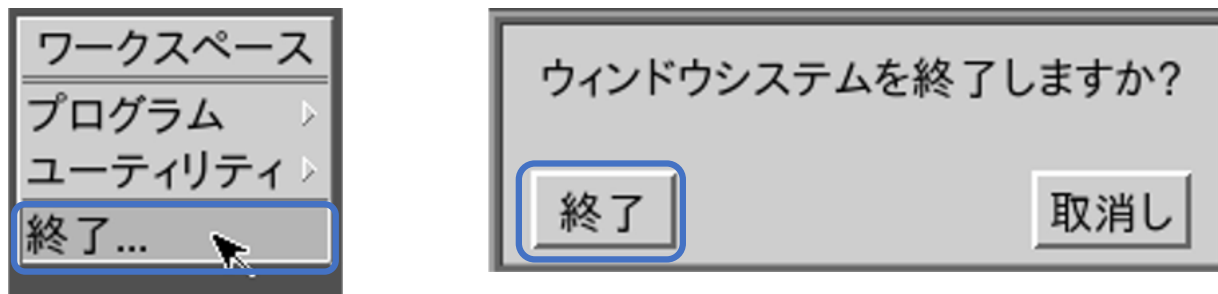 ワークスペース
プログラム
ユーティリティ
終了...
ウィンドウシステムを終了しますか?
終了
取消し